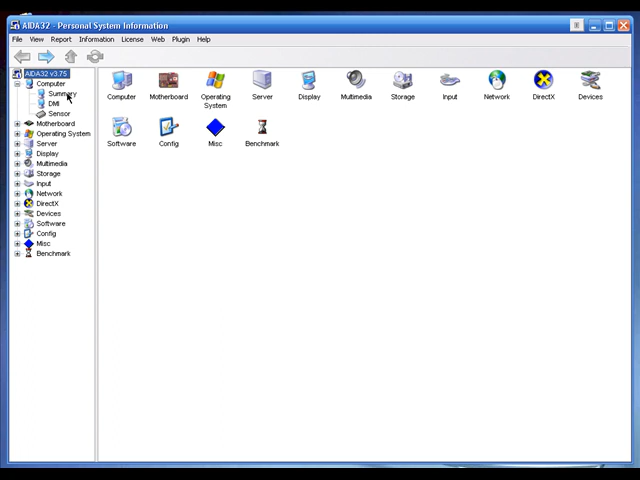 AIDA32 - Personal System Information
File View Report Information License Web Plugin Help
AIDA32 v3.75
Computer
Summary
DMI
Sensor
Motherboard
Operating System
Server
Display
Multimedia
Storage
Input
Network
DirectX
Devices
Software
Config
Misc
Benchmark
Computer Motherboard Operating System Server Display Multimedia Storage Input Network DirectX Devices
Software Config Misc Benchmark